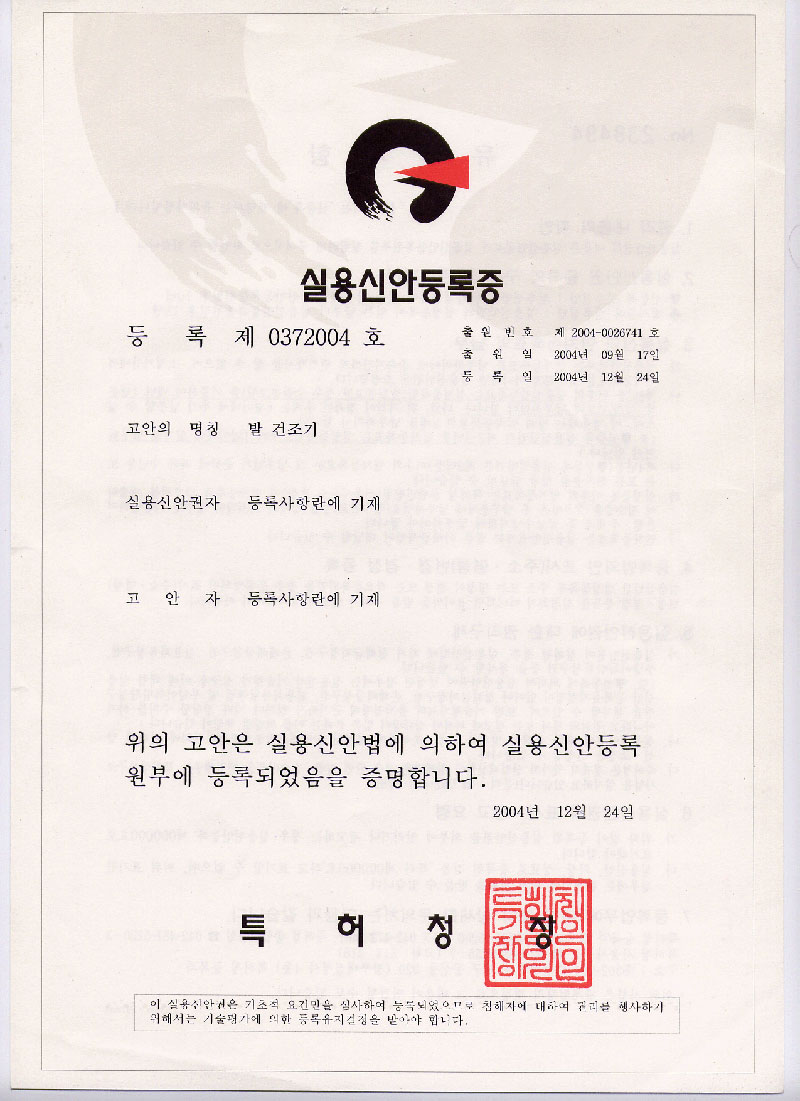 실용신안등록증
등 록 제 0372004 호
출 원 번 호 제 2004-0026741 호
출 원 일 2004년 09월 17일
등 록 일 2004년 12월 24일
고안의 명칭 발 건조기
실용신안권자 등록사항란에 기재
고 안 자 등록사항란에 기재
위의 고안은 실용신안법에 의하여 실용신안등록
원부에 등록되었음을 증명합니다.
2004년 12월 24일
특 허 청 장
이 실용신안권은 기초적 요건만을 심사하여 등록되었으므로 침해자에 대하여 권리를 행사하기
위해서는 기술평가에 의한 등록유지결정을 받아야 합니다.